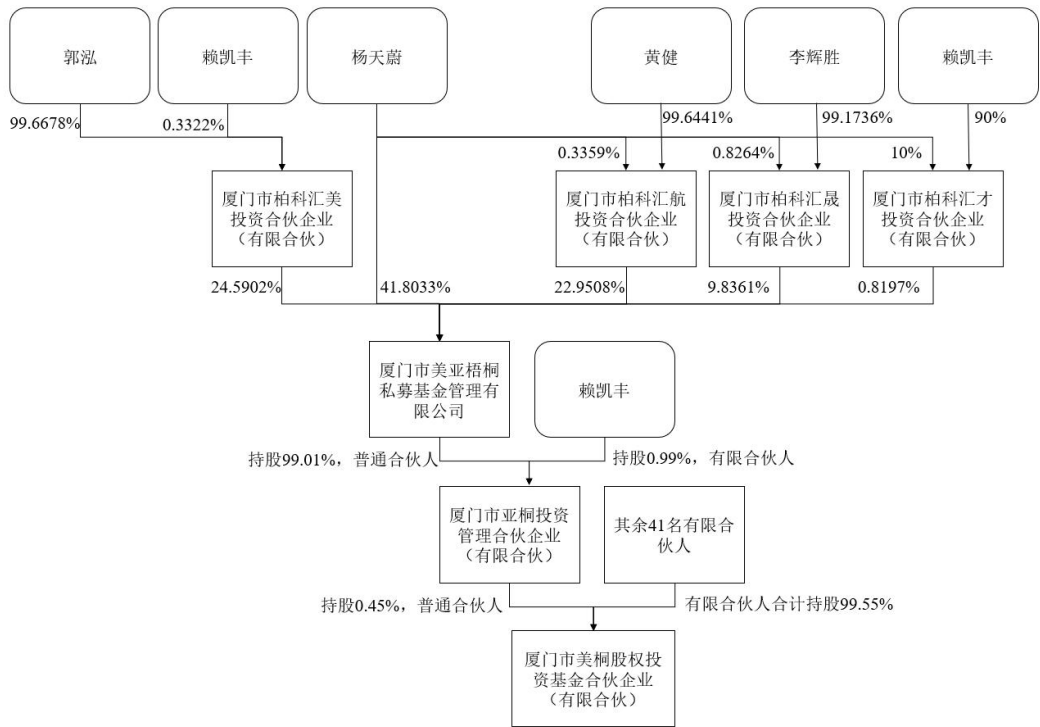 郭泓
赖凯丰
杨天蔚
黄健
李辉胜
赖凯丰
99.6678%
0.3322%
99.6441%
99.1736%
90%
0.3359%
0.8264%
10%
厦门市柏科汇美
投资合伙企业
（有限合伙）
厦门市柏科汇航
投资合伙企业
（有限合伙）
厦门市柏科汇晟
投资合伙企业
（有限合伙）
厦门市柏科汇才
投资合伙企业
（有限合伙）
24.5902%
41.8033%
22.9508%
9.8361%
0.8197%
厦门市美亚梧桐
私募基金管理有
限公司
赖凯丰
持股99.01%，普通合伙人
持股0.99%，有限合伙人
厦门市亚桐投资
管理合伙企业
（有限合伙）
其余41名有限合
伙人
持股0.45%，普通合伙人
有限合伙人合计持股99.55%
厦门市美桐股权投
资基金合伙企业
（有限合伙）